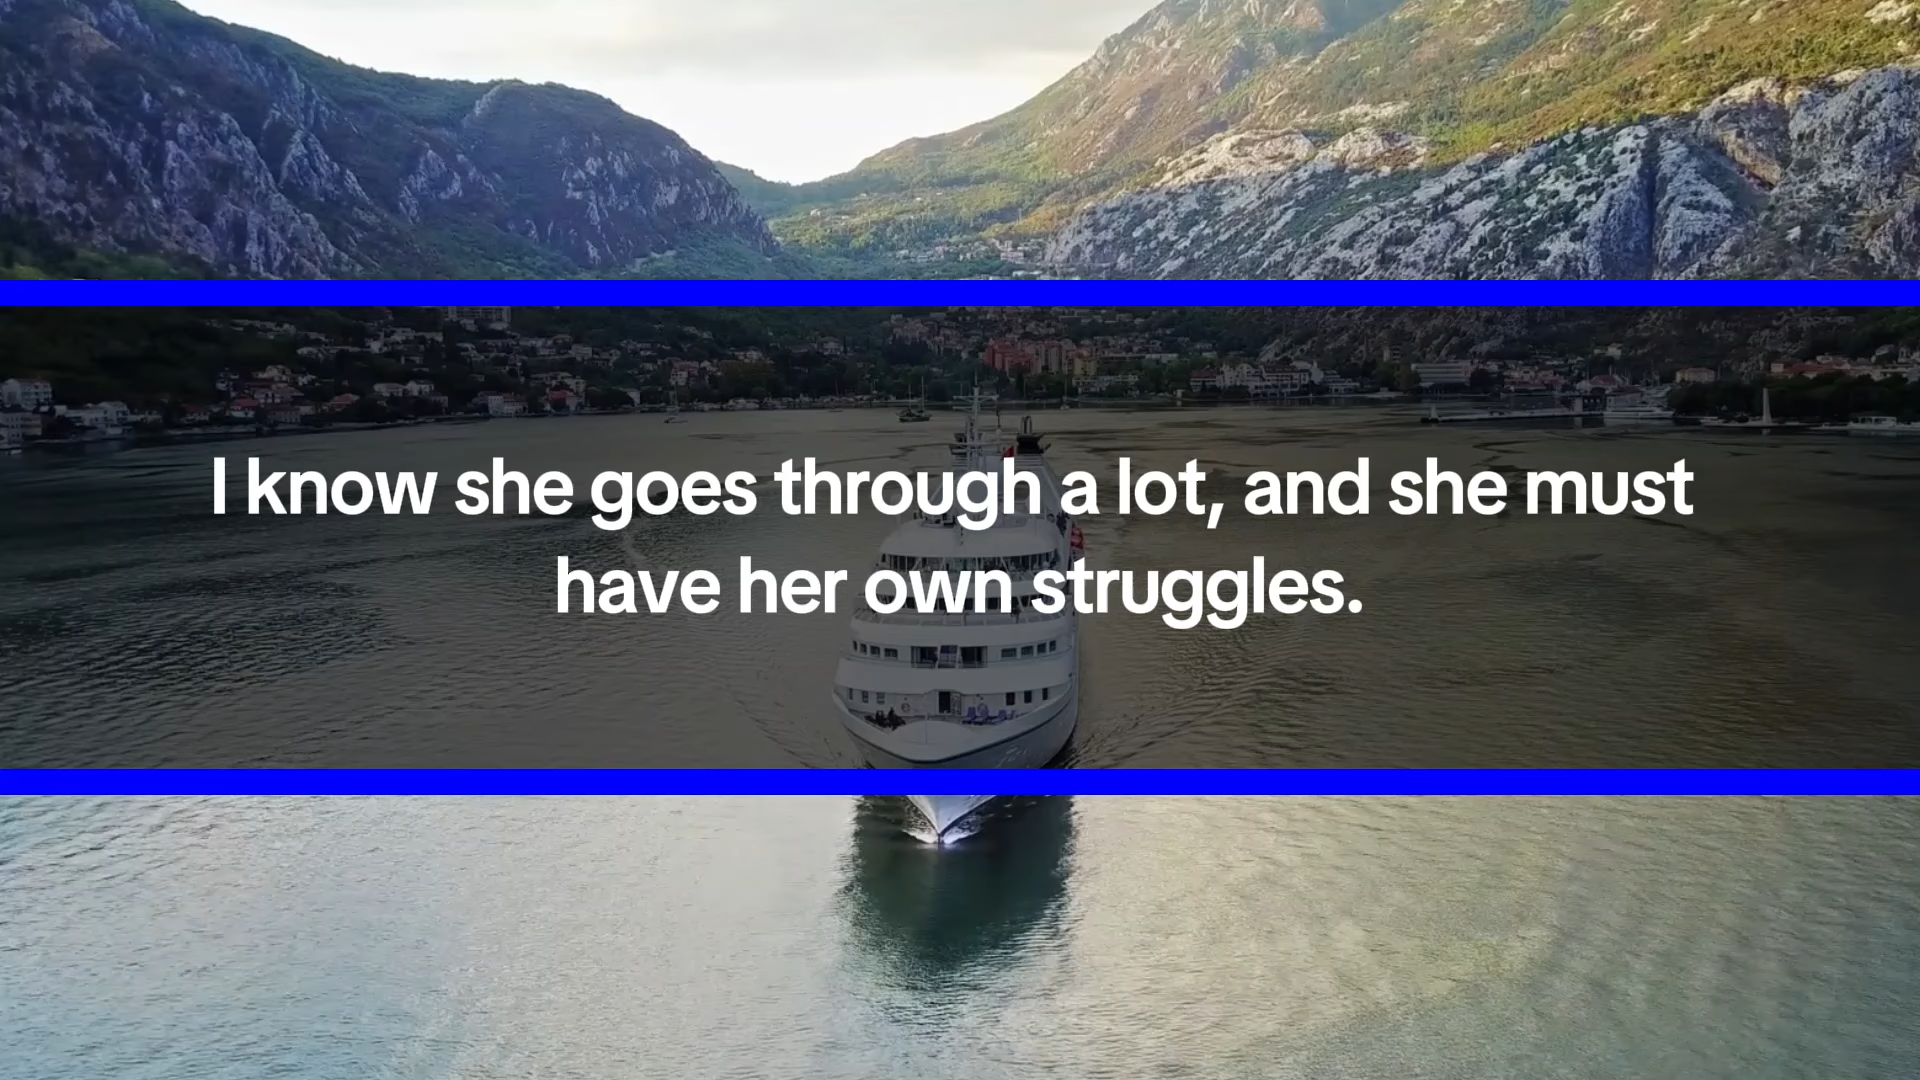 I know she goes through a lot, and she must
have her own struggles.